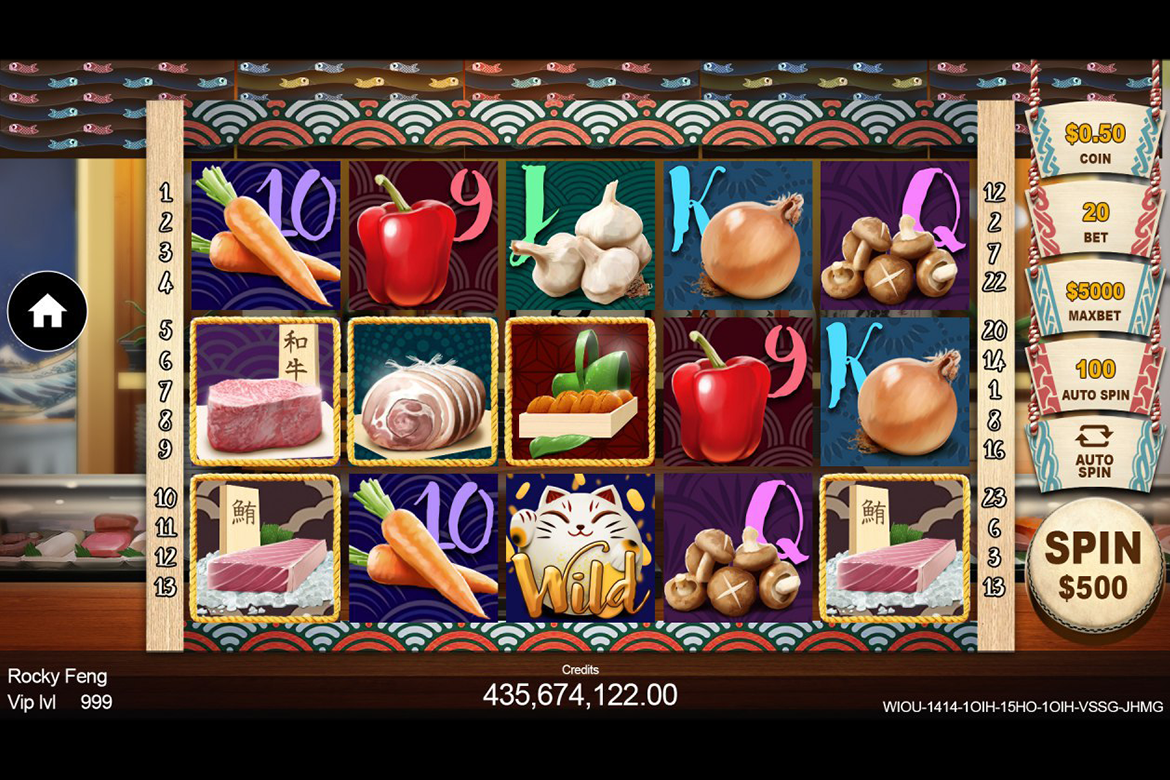 $0.50
COIN
20
BET
$5000
MAXBET
100
AUTO SPIN
AUTO
SPIN
SPIN
$500
1
2
3
4
5
6
7
8
9
10
11
12
13
12
2
7
22
20
14
1
8
16
23
6
3
13
10
9
K
Q
和牛
9
K
鮪
10
Wild
Q
鮪
Rocky Feng
Vip lvl 999
Credits
435,674,122.00
WIOU-1414-1OIH-15HO-1OIH-VSSG-JHMG